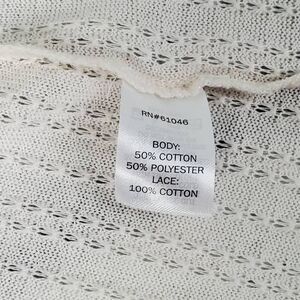 RN#61046
BODY:
50% COTTON
50% POLYESTER
LACE:
100% COTTON